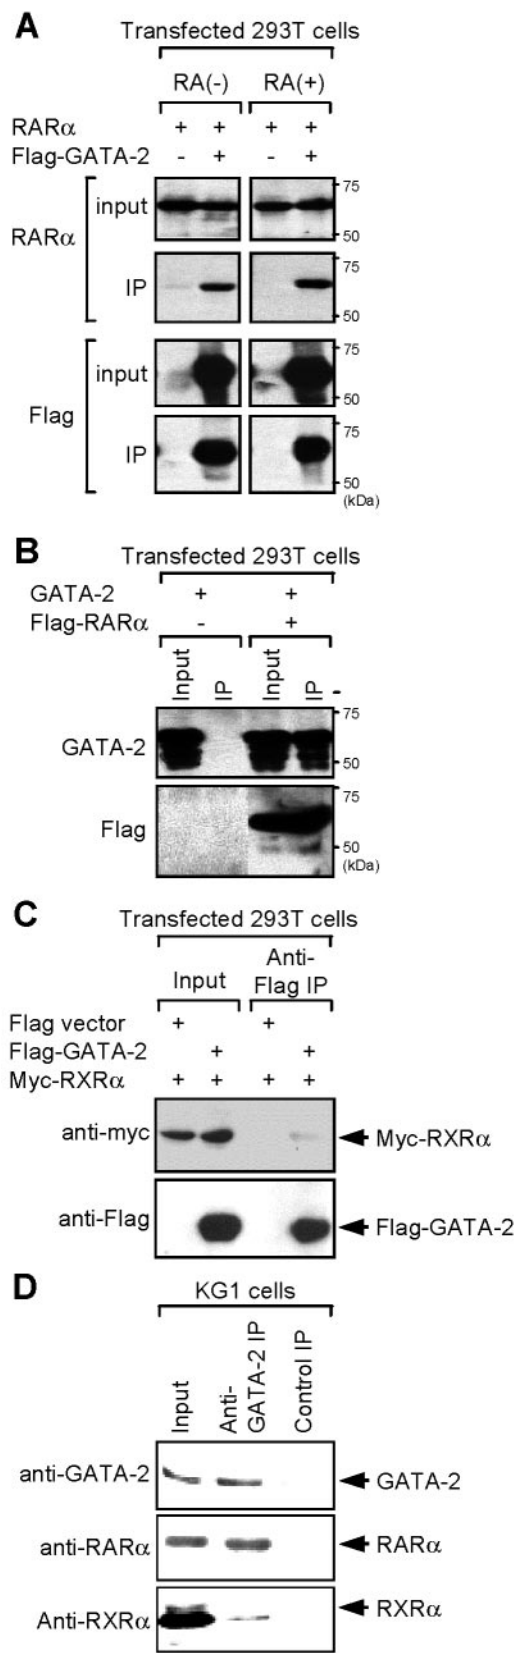 A
Transfected 293T cells
RA(-) RA(+)
RARα + + + +
Flag-GATA-2 - + - +
RARα
input 75 50
IP 75 50
Flag
input 75 50
IP 75 50
(kDa)
B
Transfected 293T cells
GATA-2 + +
Flag-RARα - +
Input IP Input IP
GATA-2 75 50
Flag 75 50
(kDa)
C
Transfected 293T cells
Input Anti-
Flag IP
Flag vector + +
Flag-GATA-2 + +
Myc-RXRα + + + +
anti-myc Myc-RXRα
anti-Flag Flag-GATA-2
D
KG1 cells
Input Anti-
GATA-2 IP Control IP
anti-GATA-2 GATA-2
anti-RARα RARα
Anti-RXRα RXRα